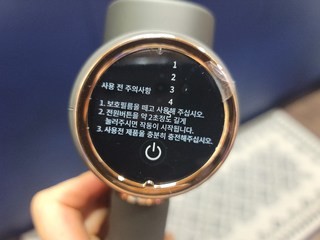 1
2
3
4
5
사용 전 주의사항
1. 보호필름을 떼고 사용해 주십시오.
2. 전원버튼을 약 2초정도 길게
눌러주시면 작동이 시작됩니다.
3. 사용전 제품을 충분히 충전해주십시오.